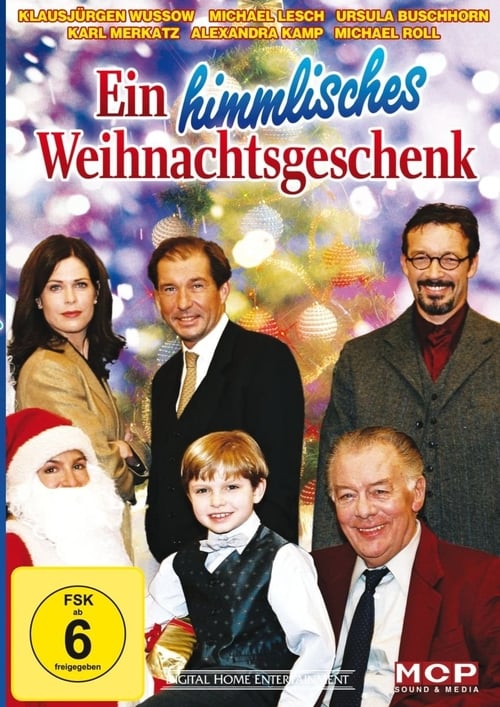 KLAUSJÜRGEN WUSSOW MICHAEL LESCH URSULA BUSCHHORN
KARL MERKATZ ALEXANDRA KAMP MICHAEL ROLL
Ein himmlisches
Weihnachtsgeschenk
FSK
ab
6
freigegeben
DIGITAL HOME ENTERTAINMENT
MCP
SOUND & MEDIA